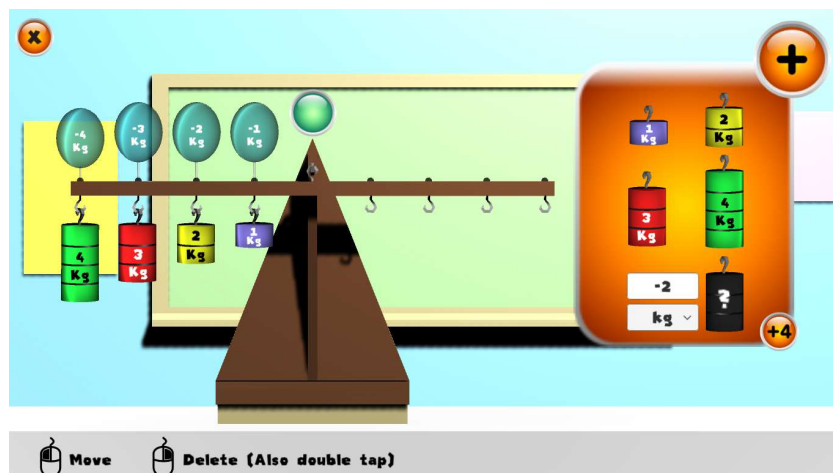 X
+
-4
Kg
-3
Kg
-2
Kg
-1
Kg
4
Kg
3
Kg
2
Kg
1
Kg
1
Kg
2
Kg
3
Kg
4
Kg
-2
kg
?
+4
Move
Delete (Also double tap)